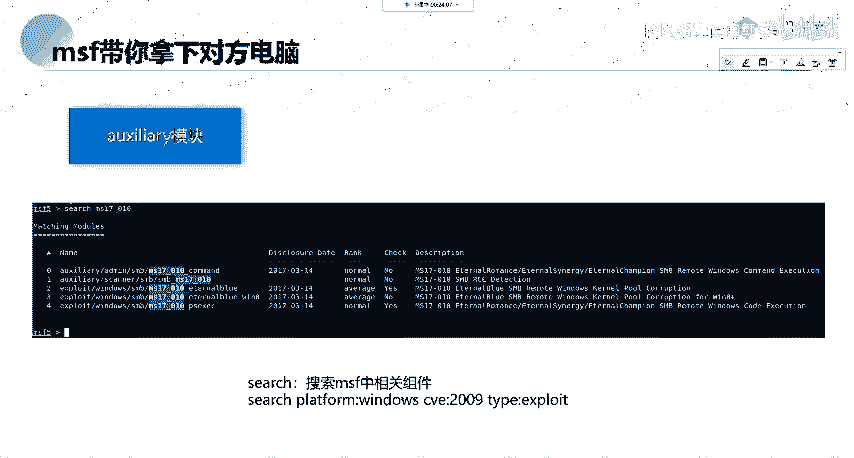 00:24:07
msf带你拿下对方电脑
auxiliary模块
msf5 > search ms17_010
Matching Modules
================
# Name Disclosure Date Rank Check Description
0 auxiliary/admin/smb/ms17_010_command 2017-03-14 normal No MS17-010 EternalRomance/EternalSynergy/EternalChampion SMB Remote Windows Command Execution
1 auxiliary/scanner/smb/smb_ms17_010 normal No MS17-010 SMB RCE Detection
2 exploit/windows/smb/ms17_010_eternalblue 2017-03-14 average Yes MS17-010 EternalBlue SMB Remote Windows Kernel Pool Corruption
3 exploit/windows/smb/ms17_010_eternalblue_win8 2017-03-14 average No MS17-010 EternalBlue SMB Remote Windows Kernel Pool Corruption for Win8+
4 exploit/windows/smb/ms17_010_psexec 2017-03-14 normal Yes MS17-010 EternalRomance/EternalSynergy/EternalChampion SMB Remote Windows Code Execution
msf5 >
search：搜索msf中相关组件
search platform:windows cve:2009 type:exploit